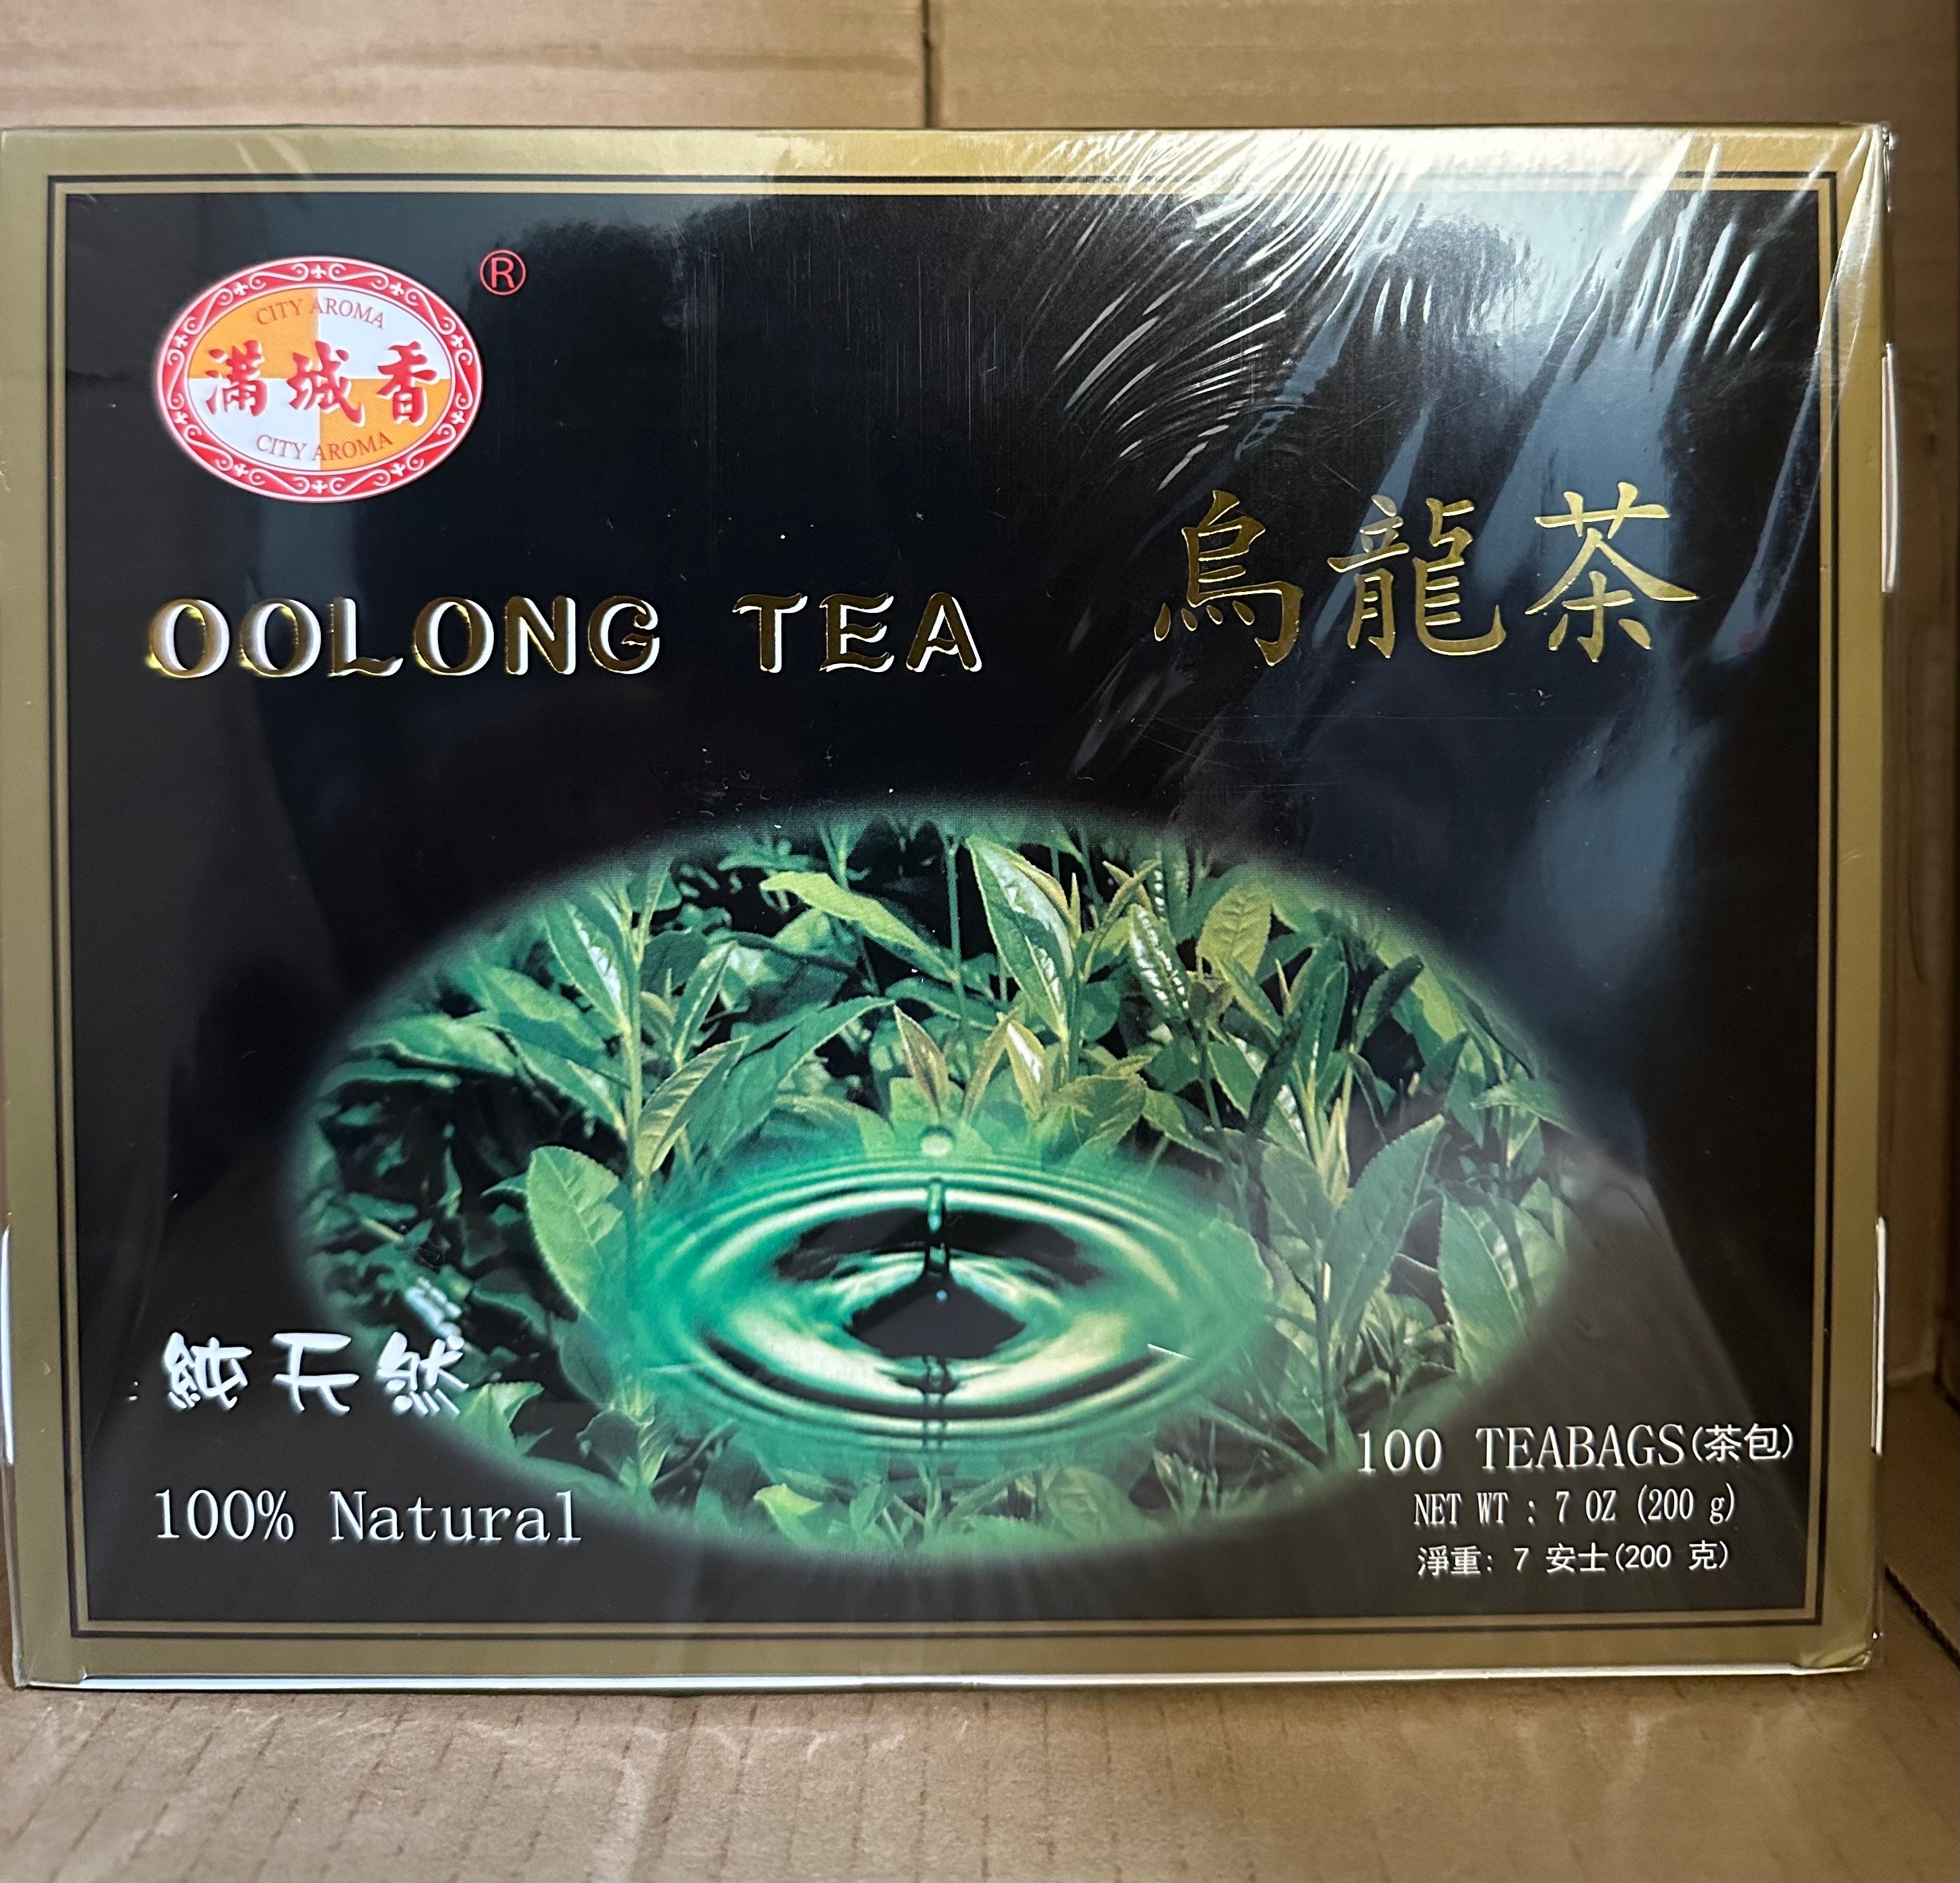 ®
CITY AROMA
滿城香
CITY AROMA
OOLONG TEA
烏龍茶
純天然
100% Natural
100 TEABAGS(茶包)
NET WT : 7 OZ (200 g)
淨重: 7 安士(200 克)